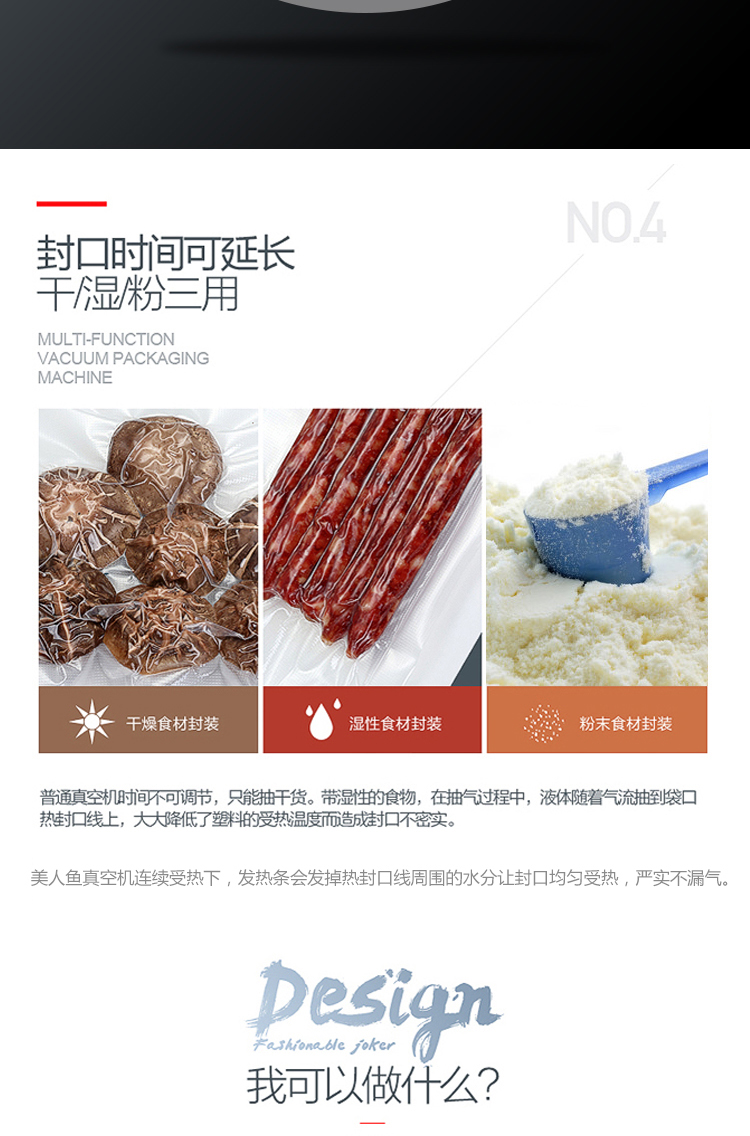 NO.4
封口时间可延长
干/湿/粉三用
MULTI-FUNCTION
VACUUM PACKAGING
MACHINE
干燥食材封装
湿性食材封装
粉末食材封装
普通真空机时间不可调节，只能抽干货。带湿性的食物，在抽气过程中，液体随着气流抽到袋口
热封口线上，大大降低了塑料的受热温度而造成封口不密实。
美人鱼真空机连续受热下，发热条会发掉热封口线周围的水分让封口均匀受热，严实不漏气。
Design
Fashionable joker
我可以做什么?